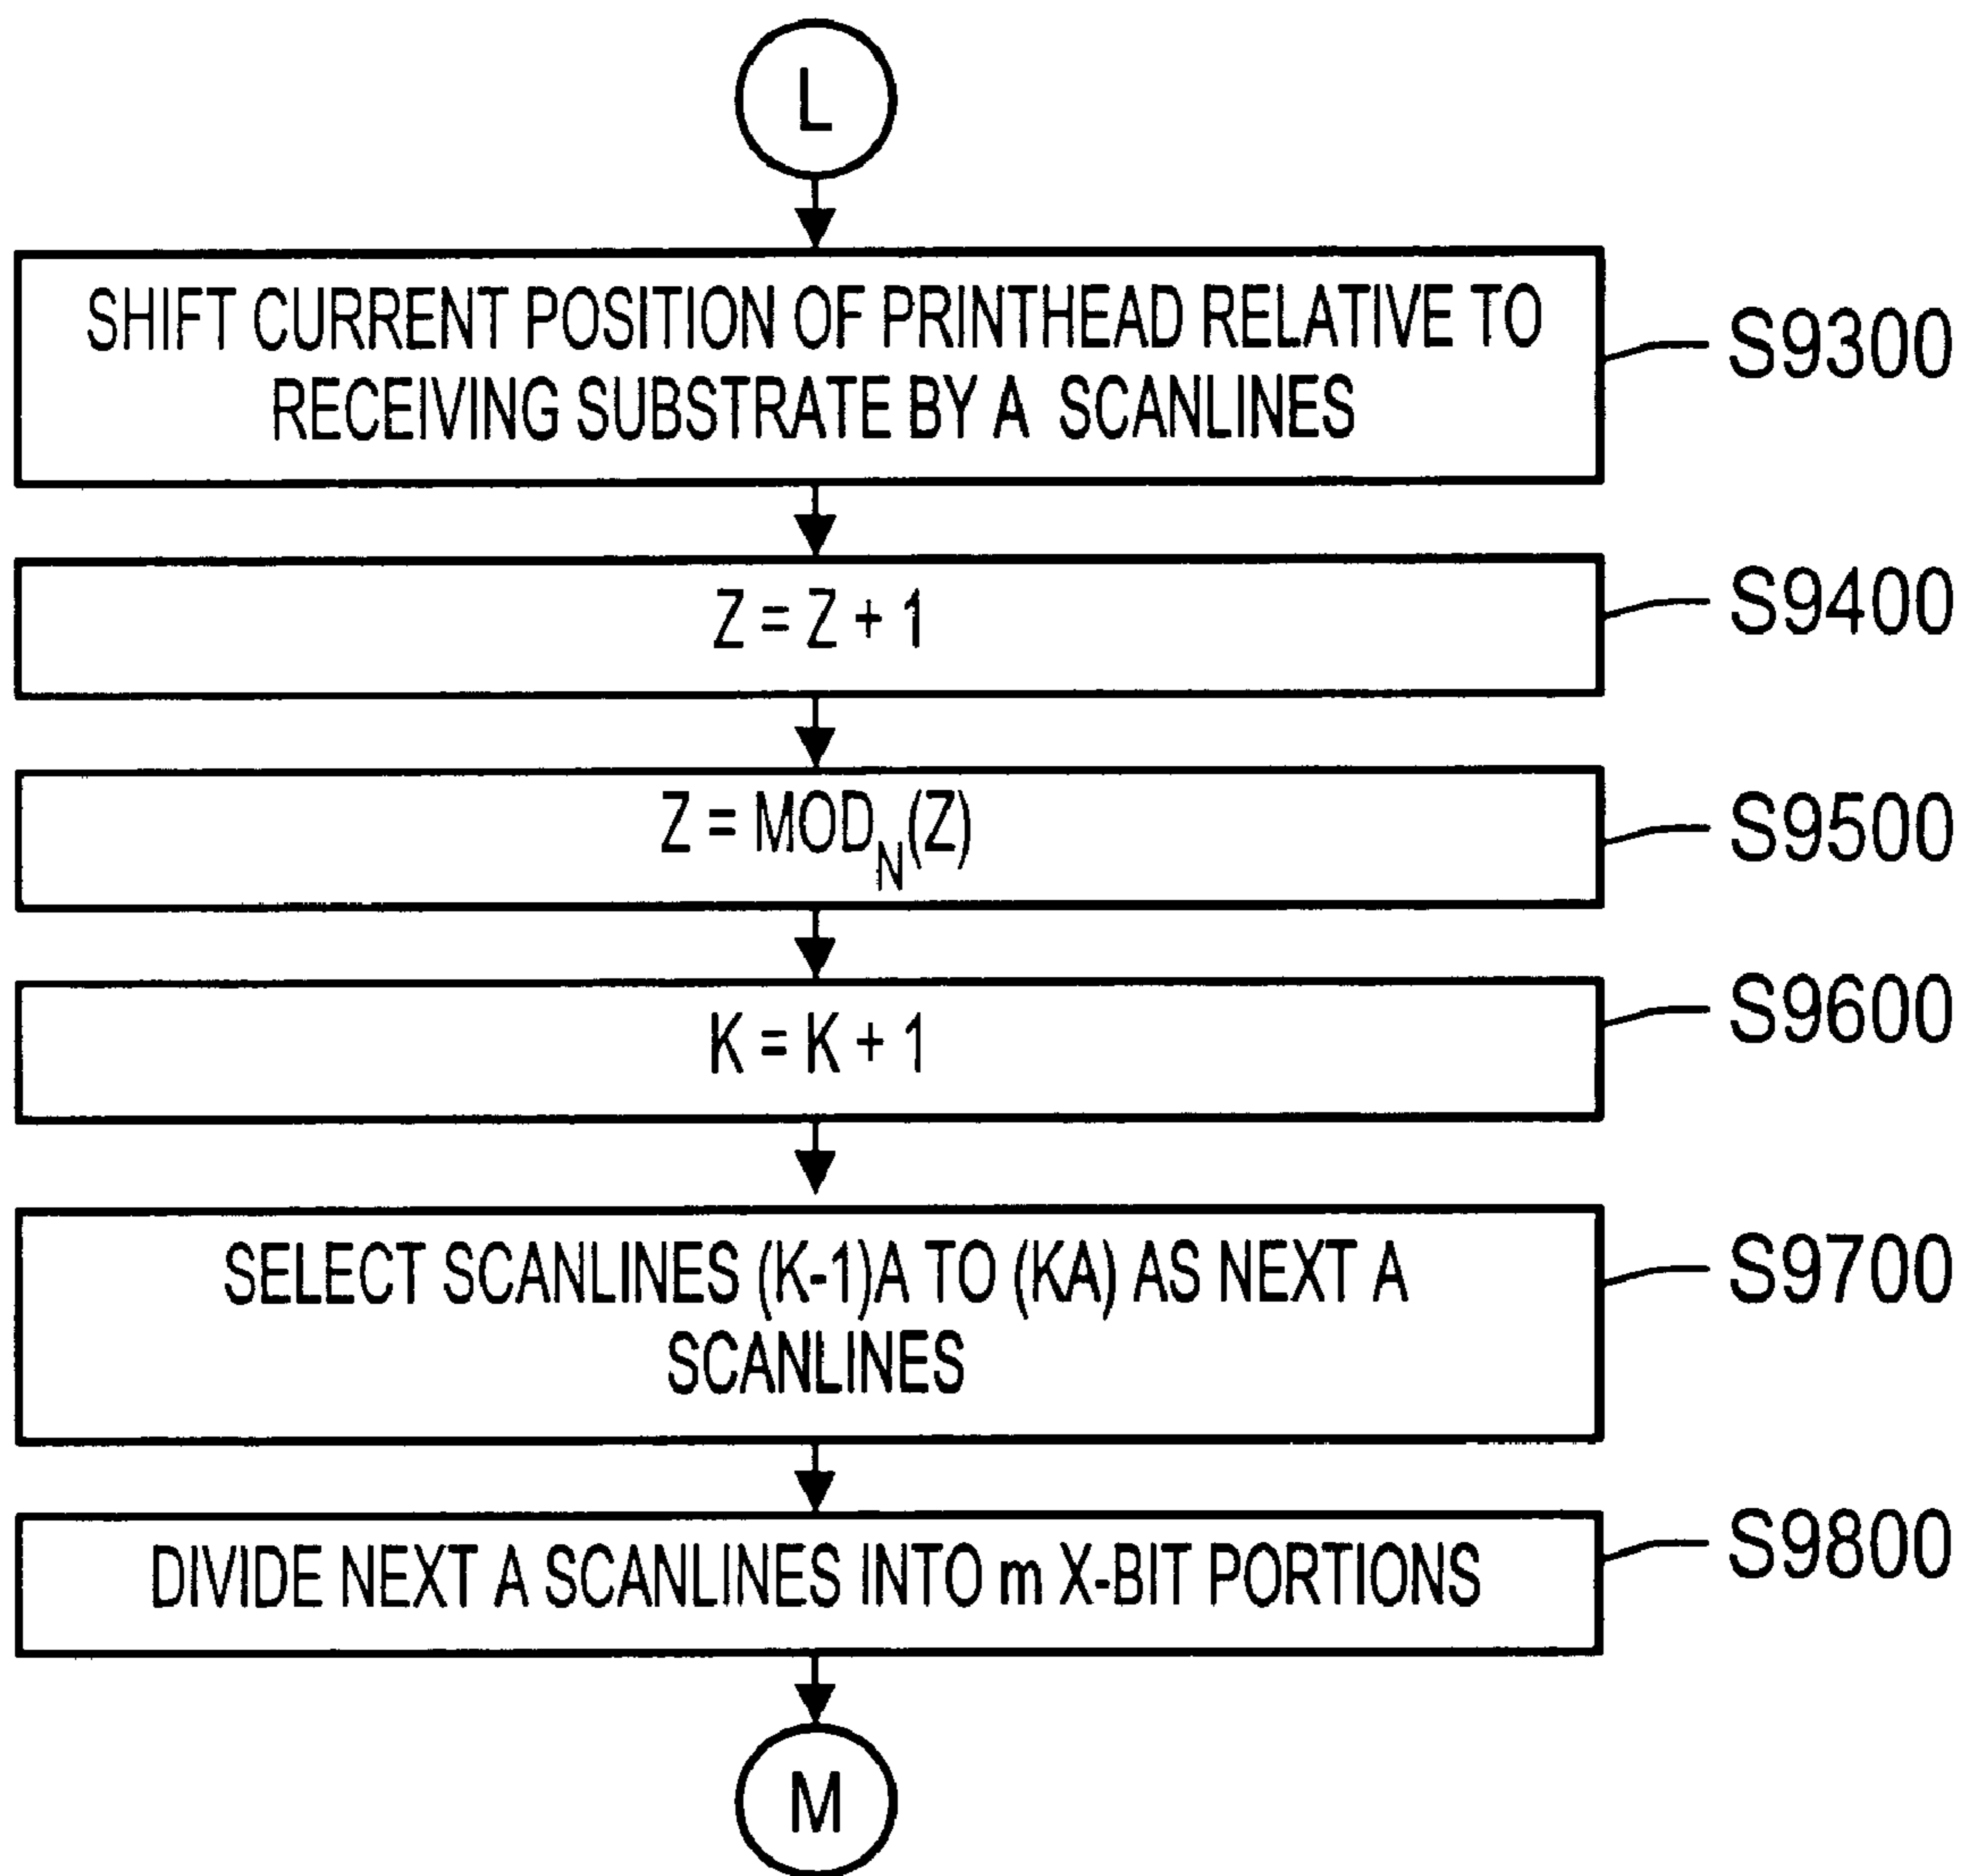 L
SHIFT CURRENT POSITION OF PRINTHEAD RELATIVE TO
RECEIVING SUBSTRATE BY A SCANLINES
S9300
Z = Z + 1
S9400
Z = MOD_N(Z)
S9500
K = K + 1
S9600
SELECT SCANLINES (K-1)A TO (KA) AS NEXT A
SCANLINES
S9700
DIVIDE NEXT A SCANLINES INTO m X-BIT PORTIONS
S9800
M